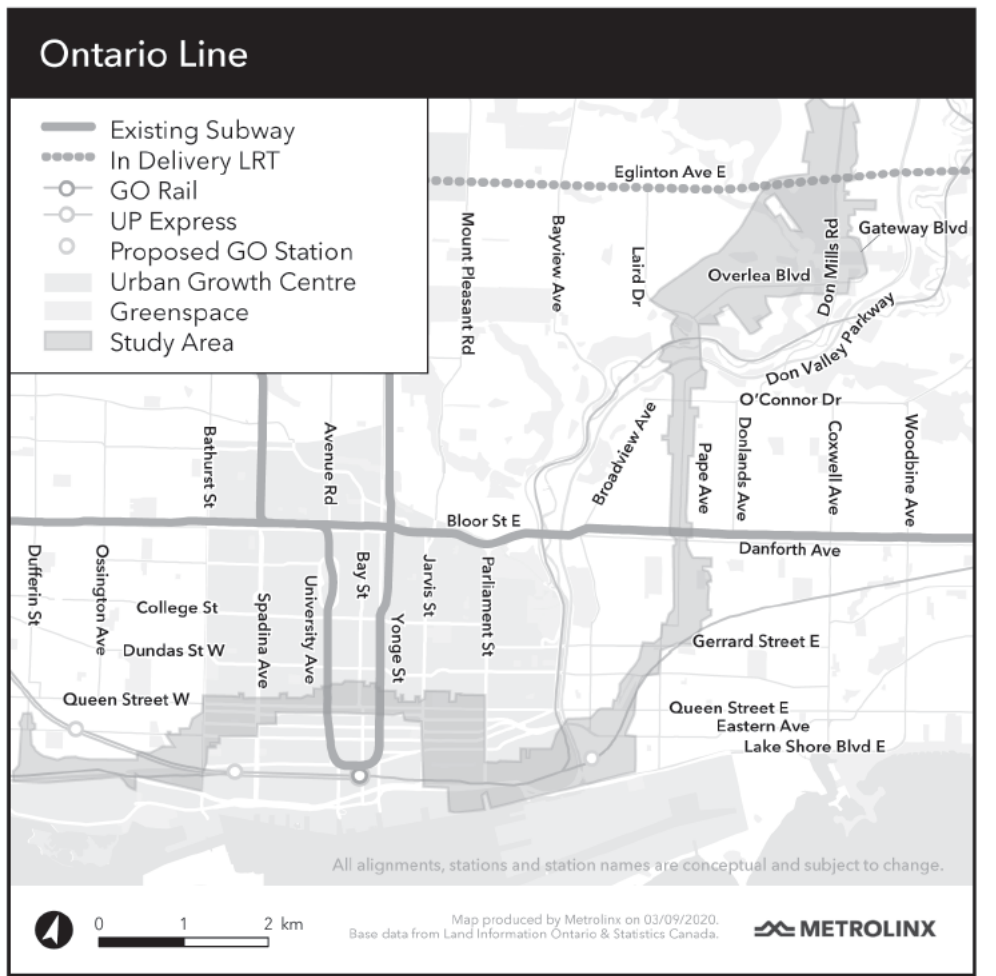 Ontario Line
Existing Subway
In Delivery LRT
GO Rail
UP Express
Proposed GO Station
Urban Growth Centre
Greenspace
Study Area
Eglinton Ave E
Mount Pleasant Rd
Bayview Ave
Laird Dr
Don Mills Rd
Gateway Blvd
Overlea Blvd
Don Valley Parkway
O'Connor Dr
Bathurst St
Avenue Rd
Broadview Ave
Pape Ave
Donlands Ave
Coxwell Ave
Woodbine Ave
Bloor St E
Danforth Ave
Dufferin St
Ossington Ave
College St
Dundas St W
Spadina Ave
University Ave
Bay St
Yonge St
Jarvis St
Parliament St
Gerrard Street E
Queen Street W
Queen Street E
Eastern Ave
Lake Shore Blvd E
All alignments, stations and station names are conceptual and subject to change.
0 1 2 km
Map produced by Metrolinx on 03/09/2020.
Base data from Land Information Ontario & Statistics Canada.
METROLINX